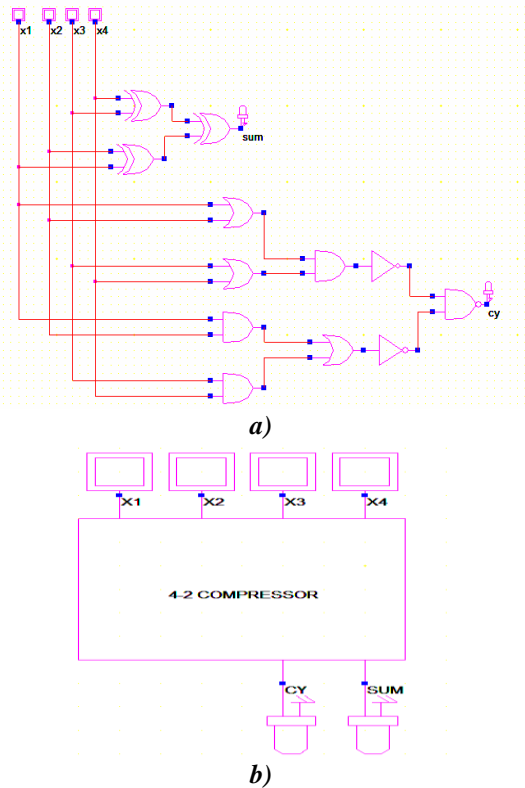 x1 x2 x3 x4
sum
cy
a)
X1 X2 X3 X4
4-2 COMPRESSOR
CY SUM
b)